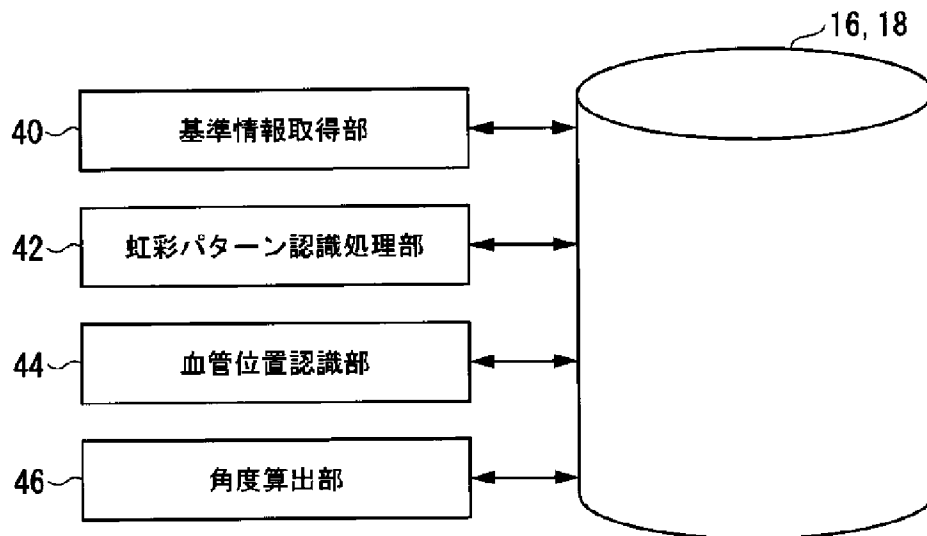 16, 18
40
基準情報取得部
42
虹彩パターン認識処理部
44
血管位置認識部
46
角度算出部